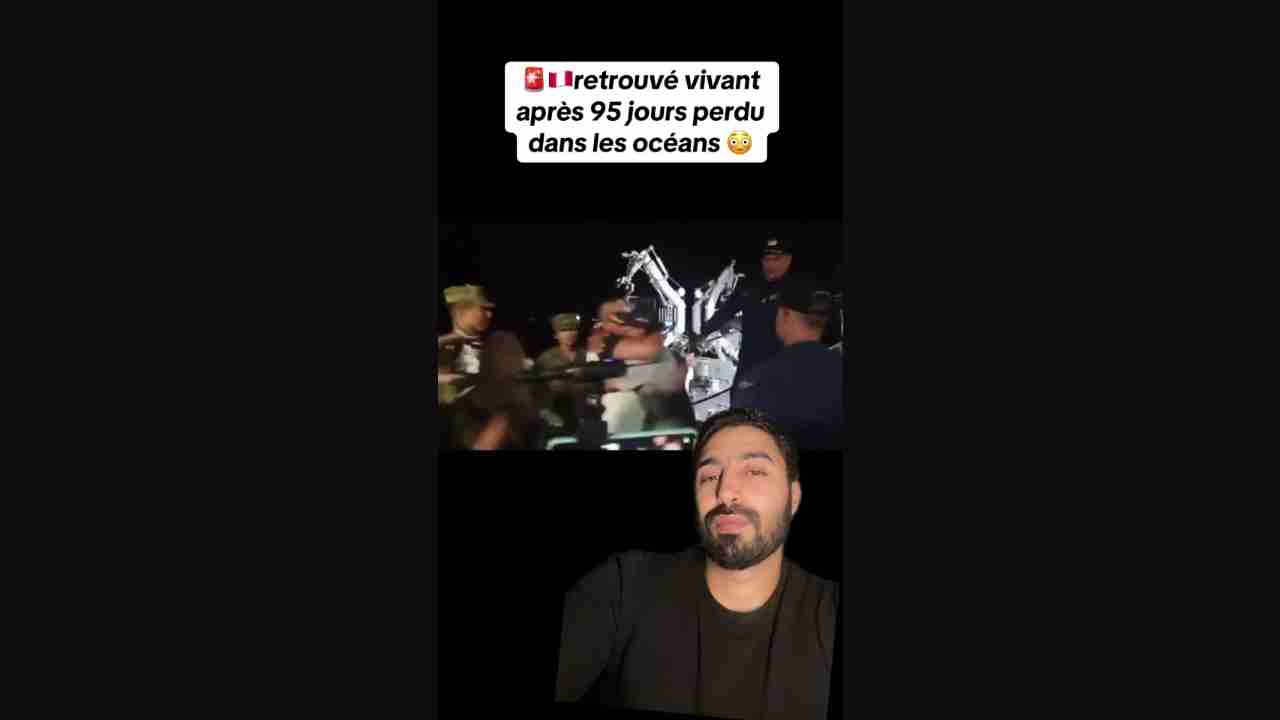 🚨🇵🇪retrouvé vivant
après 95 jours perdu
dans les océans 😳